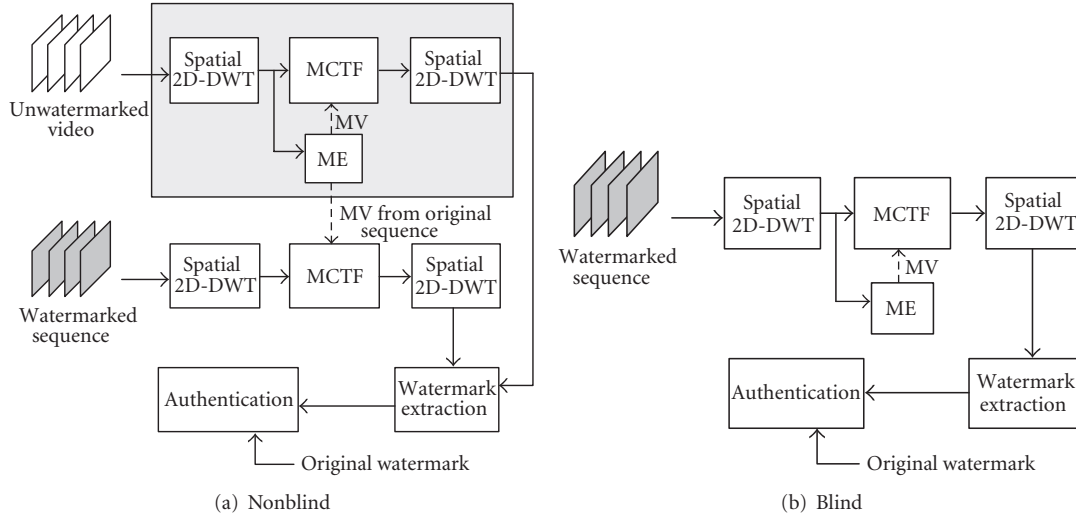 Spatial
2D-DWT
MCTF
Spatial
2D-DWT
Unwatermarked
video
MV
ME
MV from original
sequence
Spatial
2D-DWT
MCTF
Spatial
2D-DWT
Watermarked
sequence
Authentication
Watermark
extraction
Original watermark
(a) Nonblind
Watermarked
sequence
Spatial
2D-DWT
MCTF
Spatial
2D-DWT
MV
ME
Authentication
Watermark
extraction
Original watermark
(b) Blind